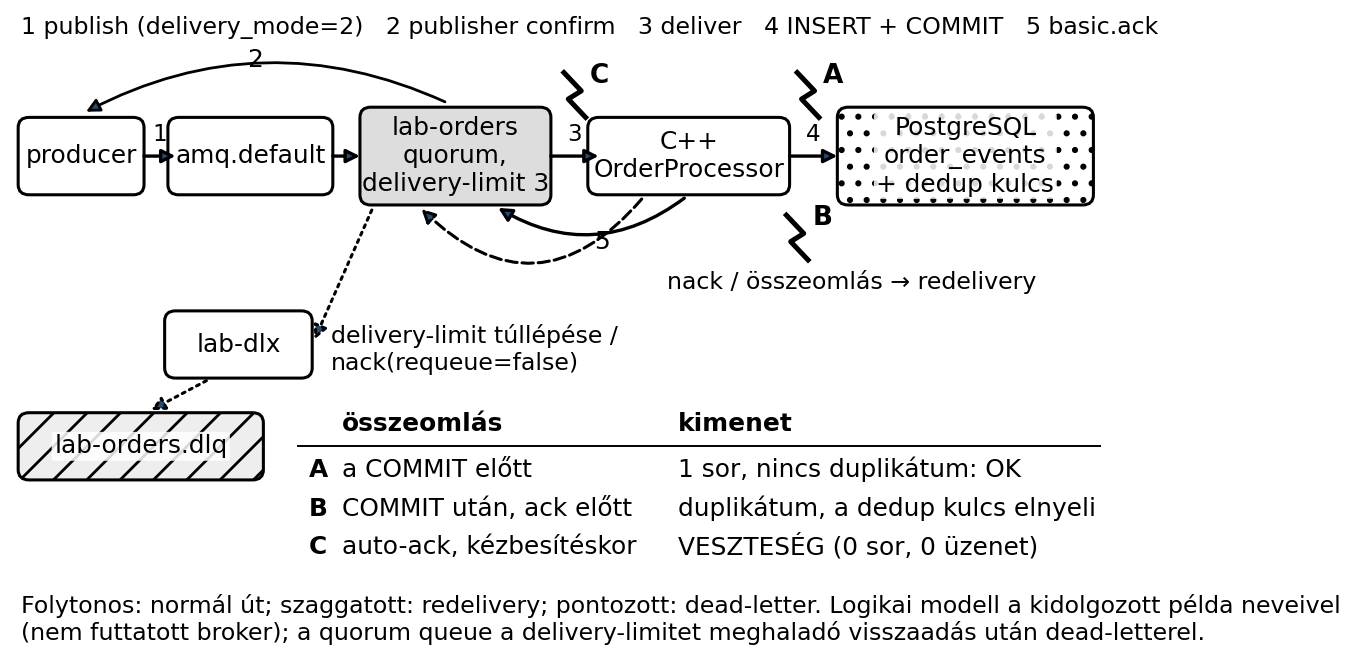 1 publish (delivery_mode=2)   2 publisher confirm   3 deliver   4 INSERT + COMMIT   5 basic.ack
2
C
A
producer
1
amq.default
lab-orders
quorum,
delivery-limit 3
3
C++
OrderProcessor
4
PostgreSQL
order_events
+ dedup kulcs
B
5
nack / összeomlás → redelivery
lab-dlx
delivery-limit túllépése /
nack(requeue=false)
lab-orders.dlq
összeomlás   kimenet
A   a COMMIT előtt   1 sor, nincs duplikátum: OK
B   COMMIT után, ack előtt   duplikátum, a dedup kulcs elnyeli
C   auto-ack, kézbesítéskor   VESZTESÉG (0 sor, 0 üzenet)
Folytonos: normál út; szaggatott: redelivery; pontozott: dead-letter. Logikai modell a kidolgozott példa neveivel
(nem futtatott broker); a quorum queue a delivery-limitet meghaladó visszaadás után dead-letterel.